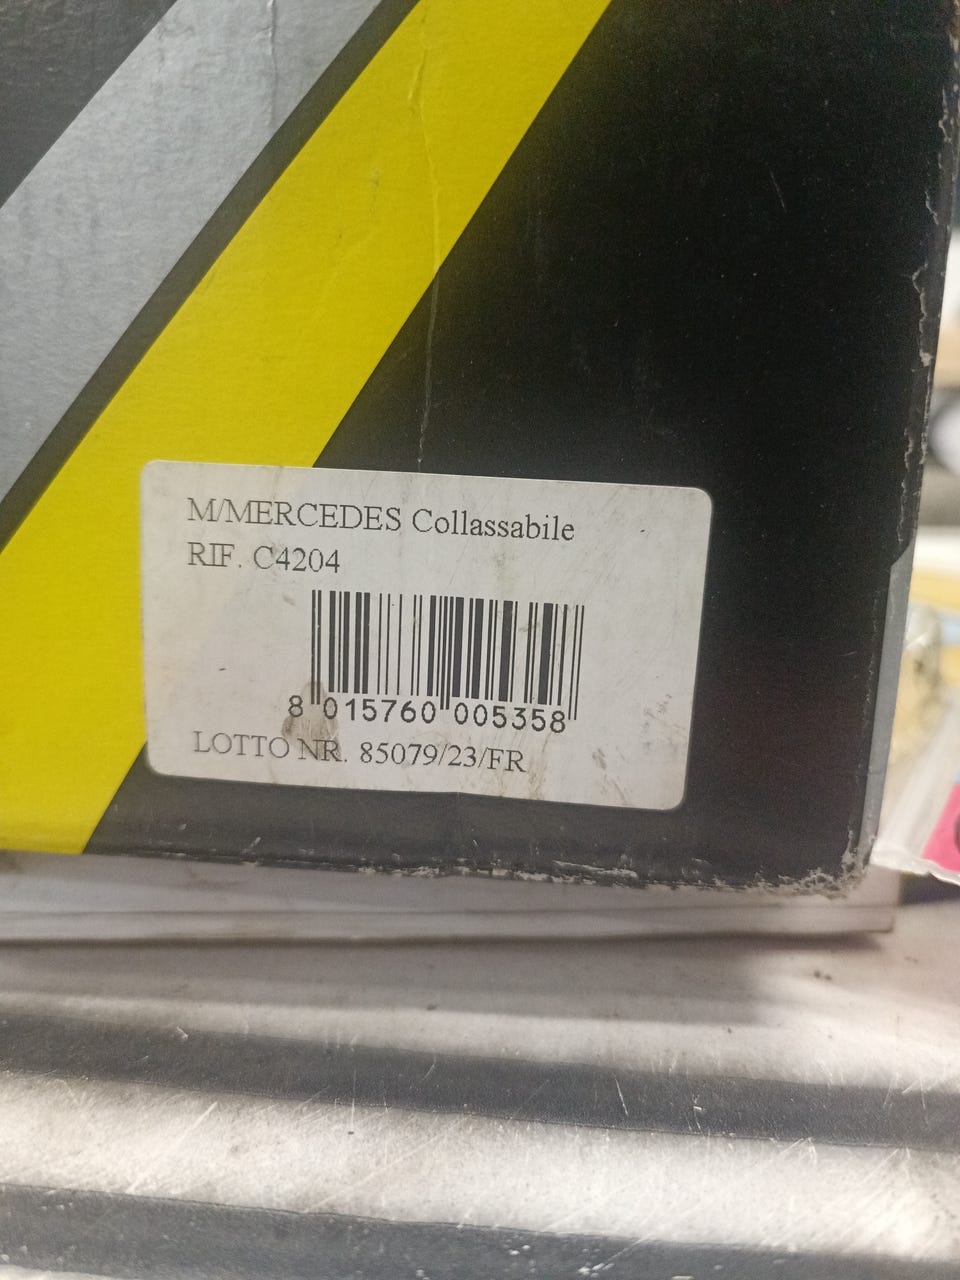 M/MERCEDES Collassabile
RIF. C4204
8 015760 005358
LOTTO NR. 85079/23/FR